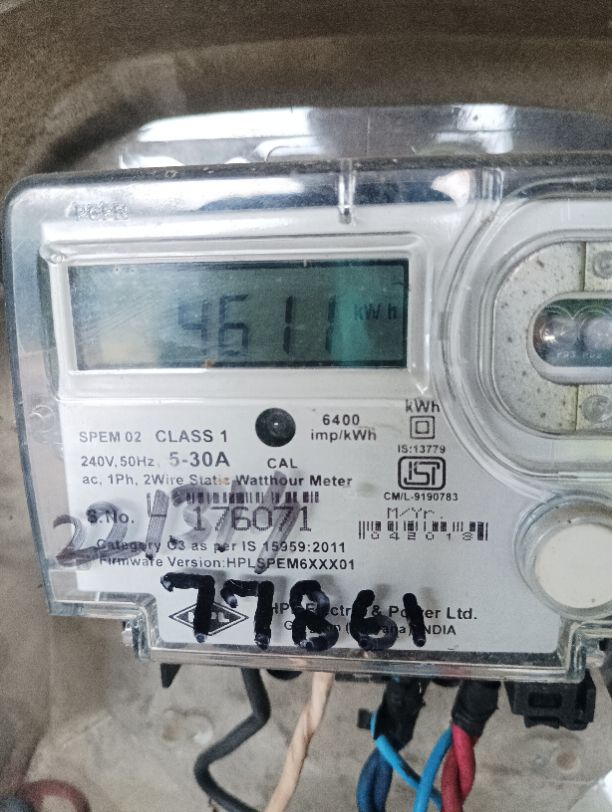 4611 kWh
SPEM 02 CLASS 1
6400 imp/kWh
kWh
240V, 50Hz, 5-30A
CAL
IS:13779
ac, 1Ph, 2Wire Static Watthour Meter
CM/L-9190783
S.No. 176071
M/Yr.
042018
Category C3 as per IS 15959:2011
Firmware Version:HPLSPEM6XXX01
77861
HPL Electric & Power Ltd.
INDIA